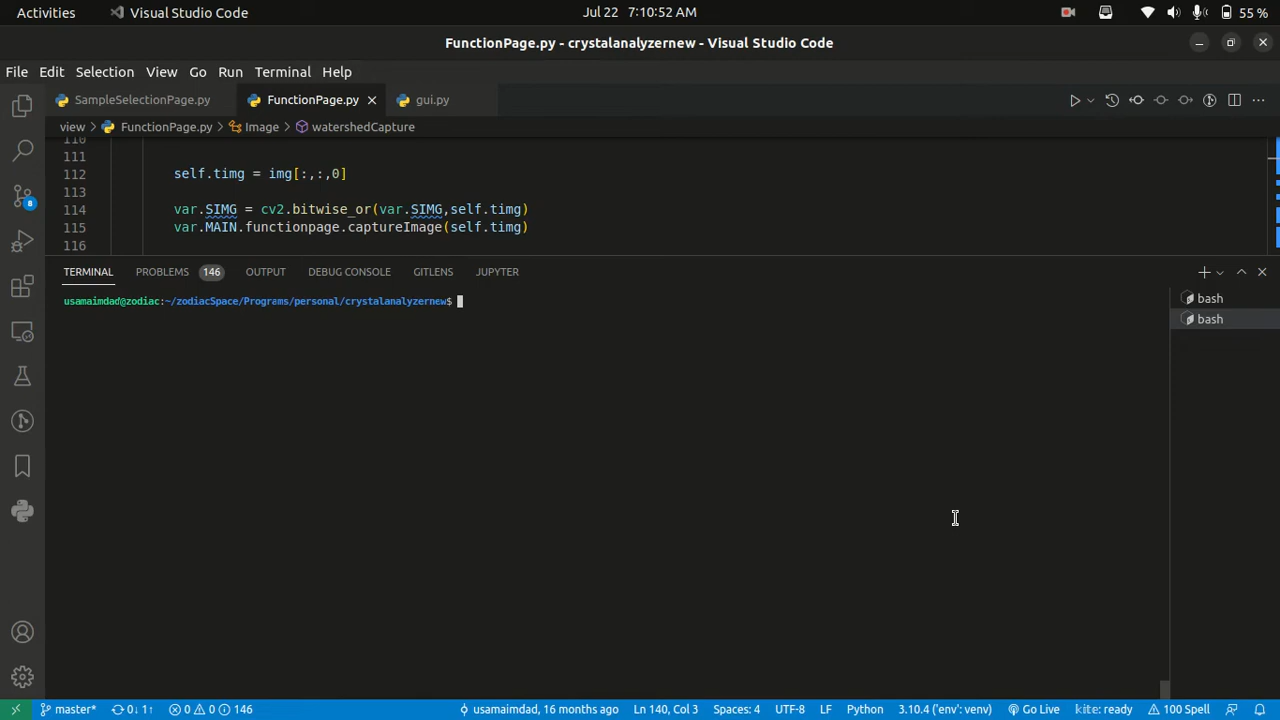 Activities Visual Studio Code Jul 22 7:10:52 AM 55 %
FunctionPage.py - crystalanalyzernew - Visual Studio Code
File Edit Selection View Go Run Terminal Help
SampleSelectionPage.py FunctionPage.py gui.py
view > FunctionPage.py > Image > watershedCapture
110
111
112 self.timg = img[:,:,0]
113
114 var.SIMG = cv2.bitwise_or(var.SIMG,self.timg)
115 var.MAIN.functionpage.captureImage(self.timg)
116
TERMINAL PROBLEMS 146 OUTPUT DEBUG CONSOLE GITLENS JUPYTER
usamaimdad@zodiac:~/zodiacSpace/Programs/personal/crystalanalyzernew$
bash
bash
8
master* 0↓ 1↑ 0 0 146 usamaimdad, 16 months ago Ln 140, Col 3 Spaces: 4 UTF-8 LF Python 3.10.4 ('env': venv) Go Live kite: ready 100 Spell